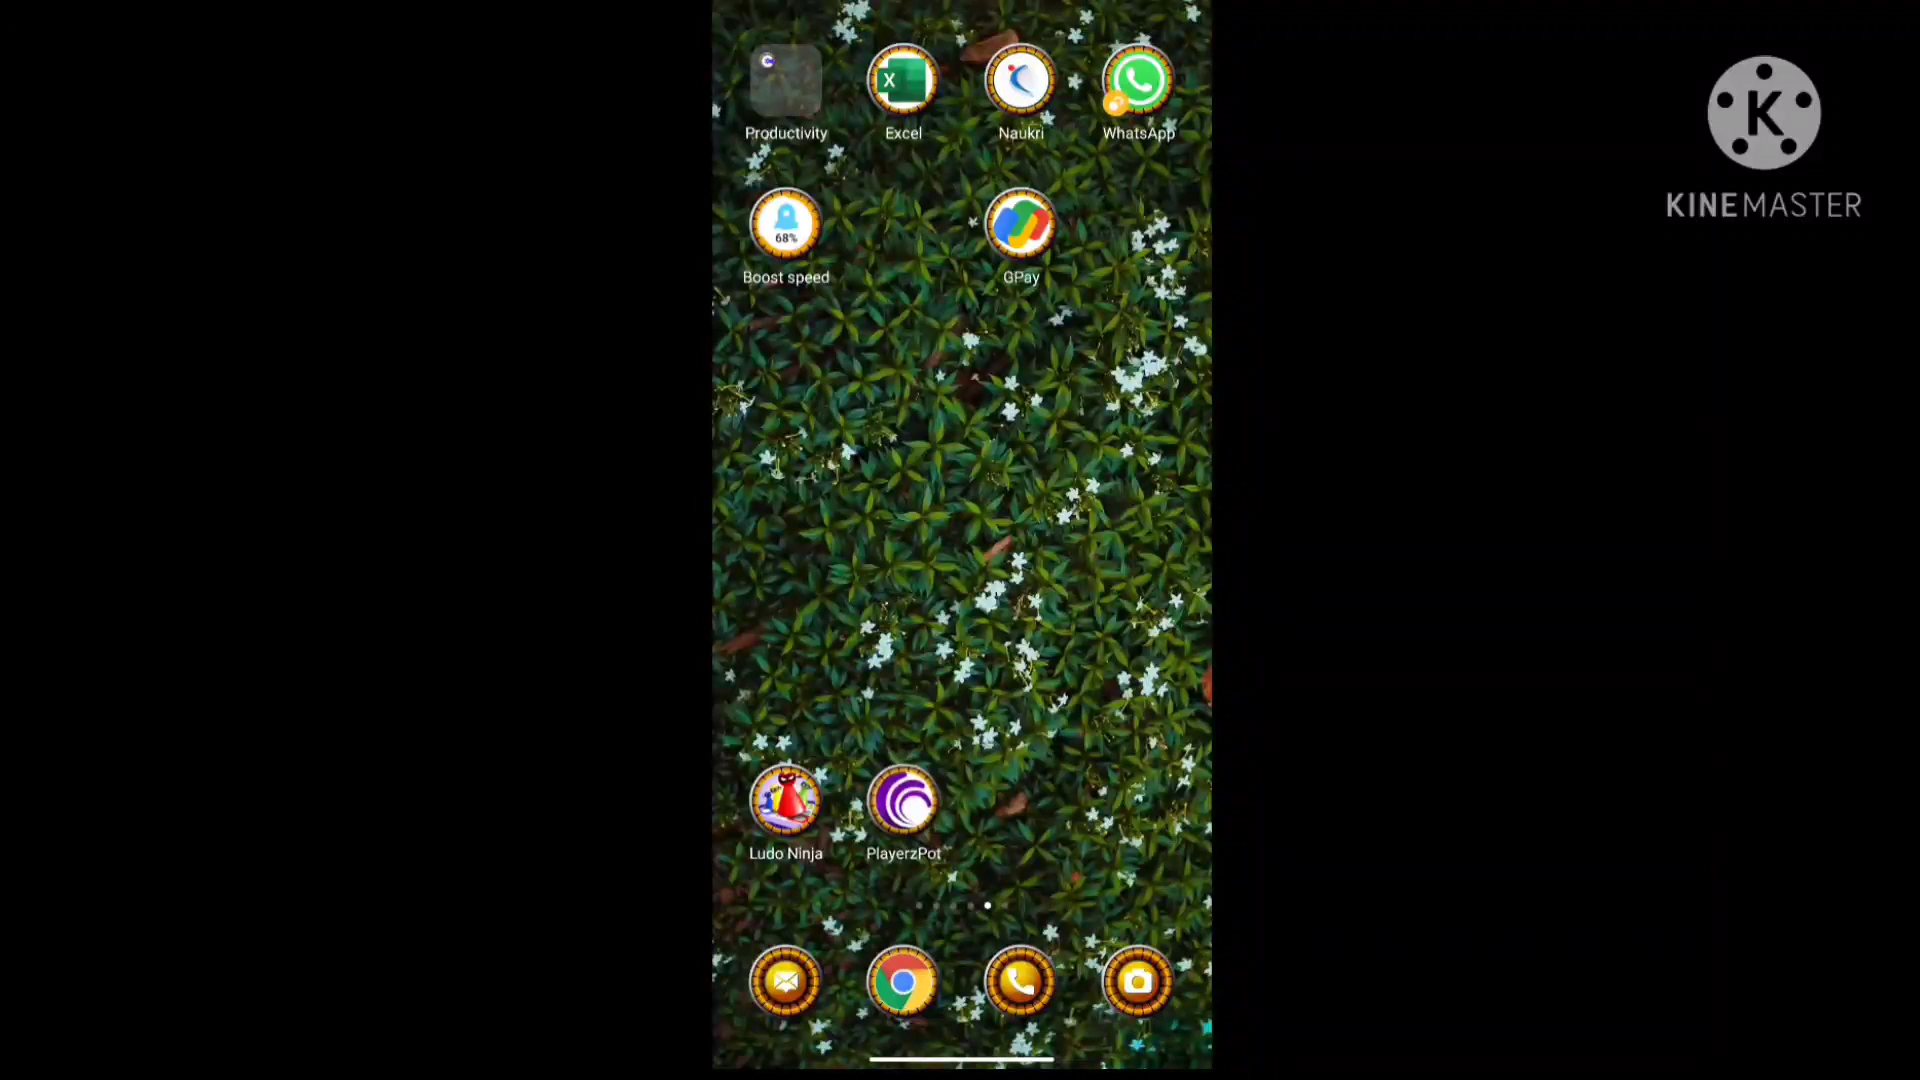 K
KINEMASTER
Productivity
Excel
Naukri
WhatsApp
68%
Boost speed
GPay
Ludo Ninja
PlayerzPot